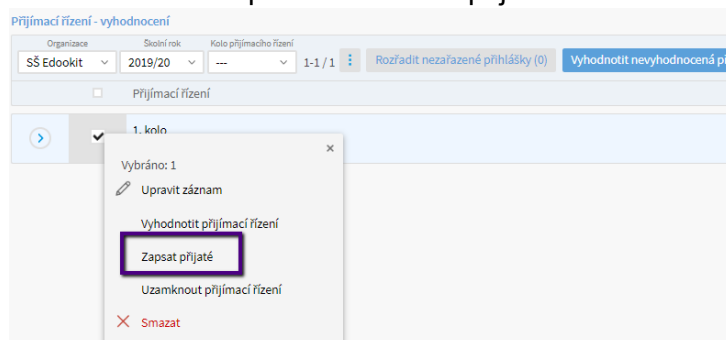 Přijímací řízení - vyhodnocení
Organizace Školní rok Kolo přijímacího řízení
SŠ Edookit 2019/20 --- 1-1 / 1 Rozřadit nezařazené přihlášky (0) Vyhodnotit nevyhodnocená
Přijímací řízení
1. kolo
Vybráno: 1
Upravit záznam
Vyhodnotit přijímací řízení
Zapsat přijaté
Uzamknout přijímací řízení
Smazat